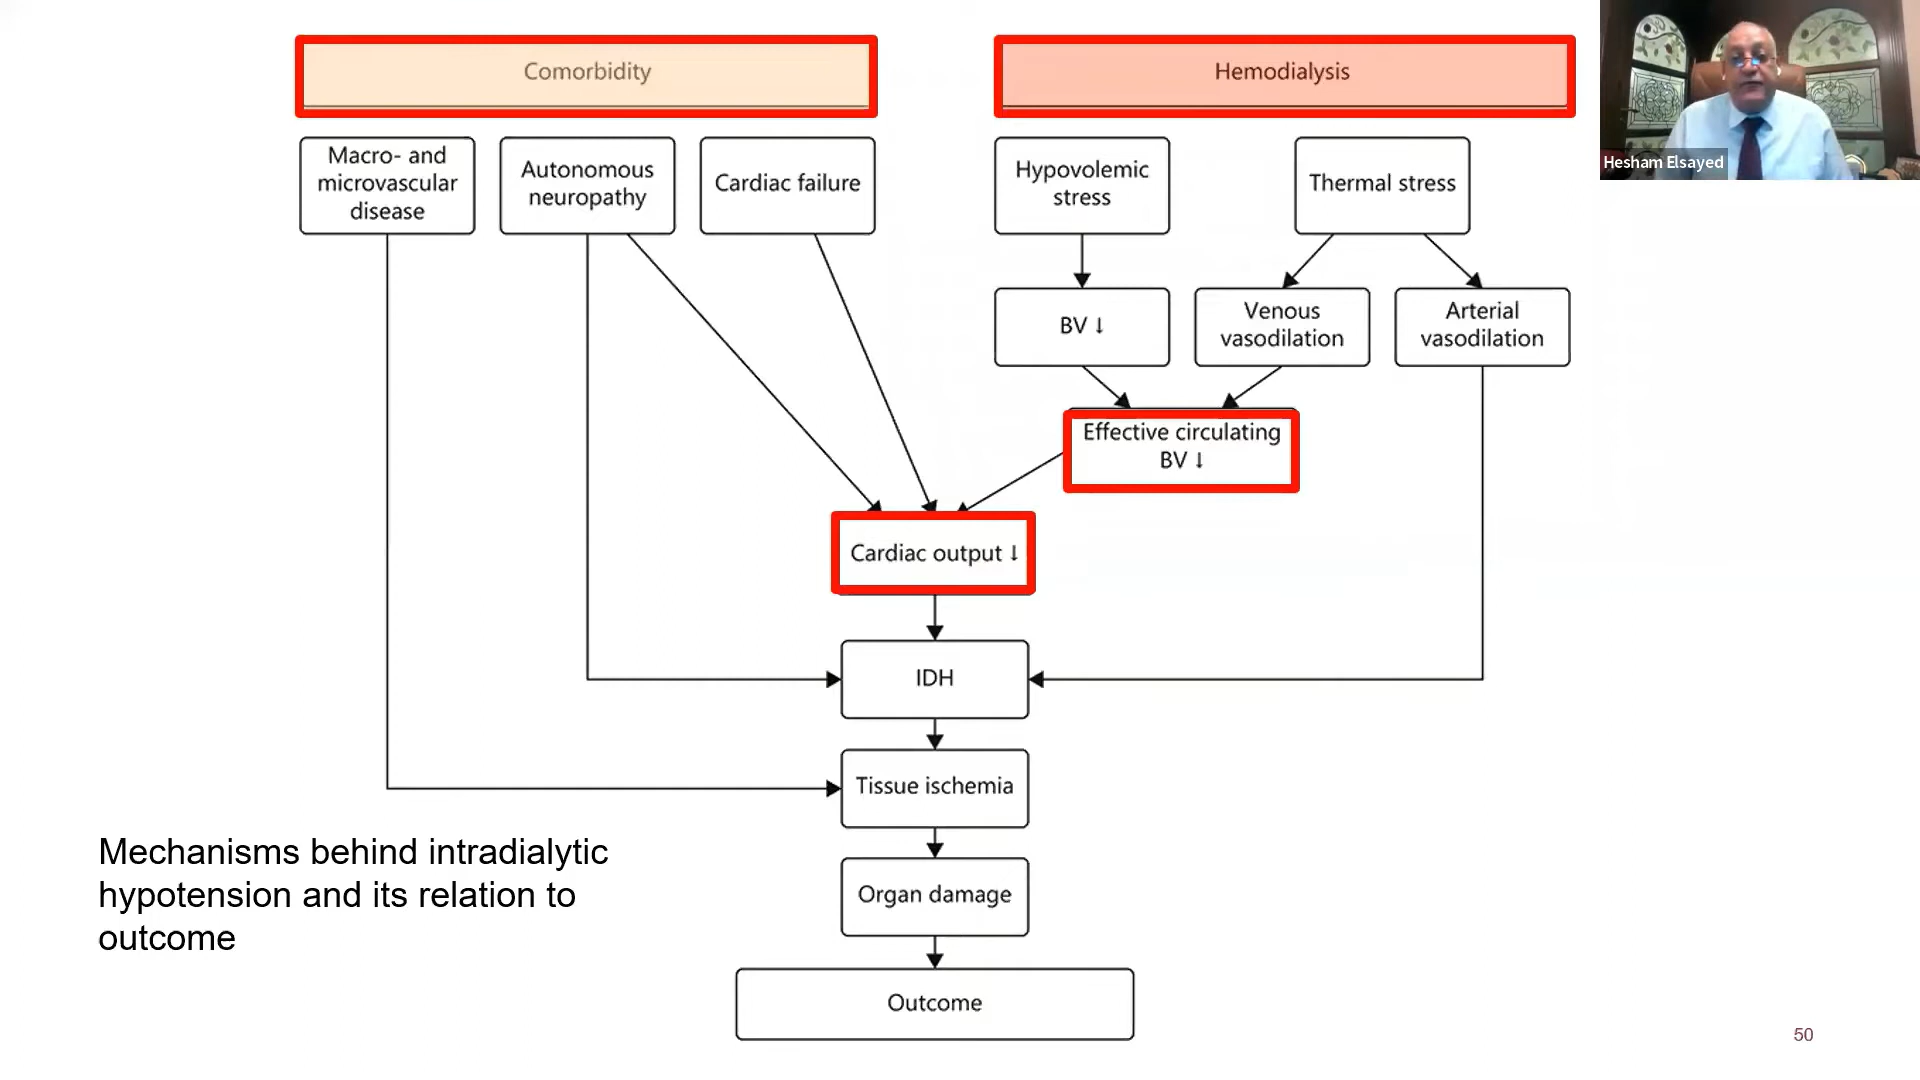 Comorbidity
Hemodialysis
Hesham Elsayed
Macro- and
microvascular
disease
Autonomous
neuropathy
Cardiac failure
Hypovolemic
stress
Thermal stress
BV ↓
Venous
vasodilation
Arterial
vasodilation
Effective circulating
BV ↓
Cardiac output ↓
IDH
Tissue ischemia
Organ damage
Outcome
Mechanisms behind intradialytic
hypotension and its relation to
outcome
50